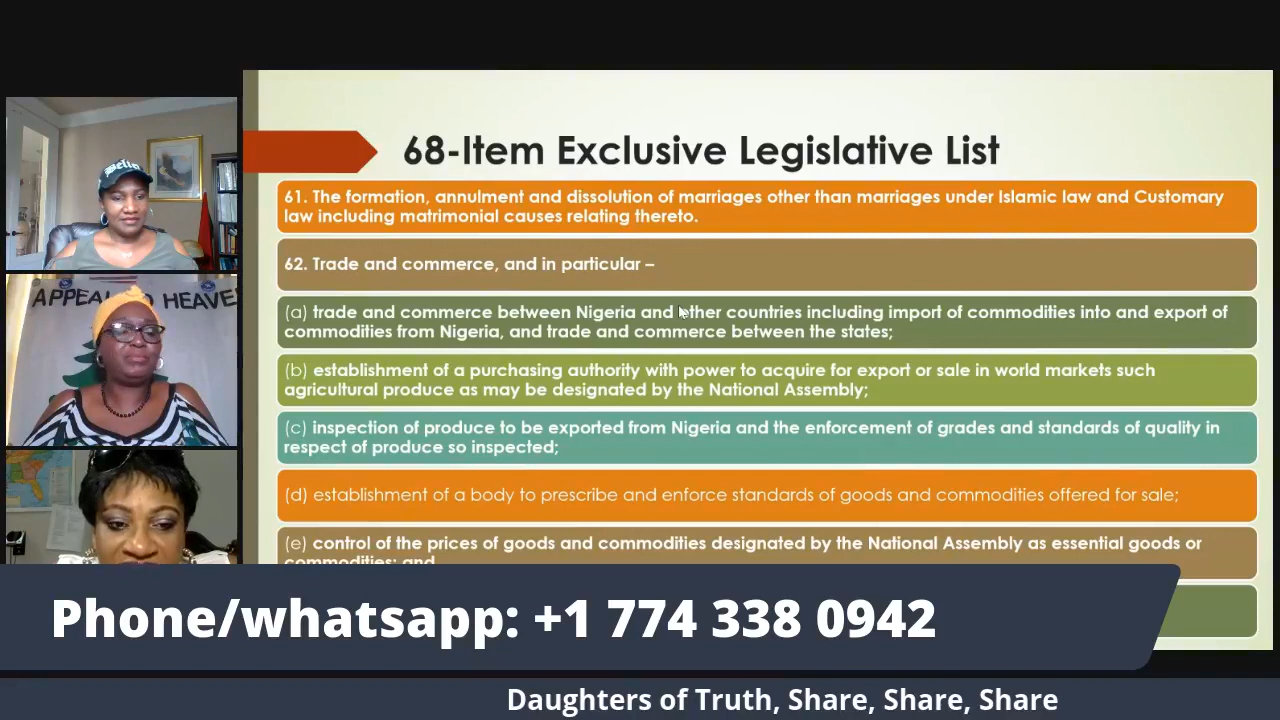 68-Item Exclusive Legislative List
61. The formation, annulment and dissolution of marriages other than marriages under Islamic law and Customary
law including matrimonial causes relating thereto.
62. Trade and commerce, and in particular –
(a) trade and commerce between Nigeria and other countries including import of commodities into and export of
commodities from Nigeria, and trade and commerce between the states;
(b) establishment of a purchasing authority with power to acquire for export or sale in world markets such
agricultural produce as may be designated by the National Assembly;
(c) inspection of produce to be exported from Nigeria and the enforcement of grades and standards of quality in
respect of produce so inspected;
(d) establishment of a body to prescribe and enforce standards of goods and commodities offered for sale;
(e) control of the prices of goods and commodities designated by the National Assembly as essential goods or
commodities; and
APPEAL TO HEAVEN
Phone/whatsapp: +1 774 338 0942
Daughters of Truth, Share, Share, Share